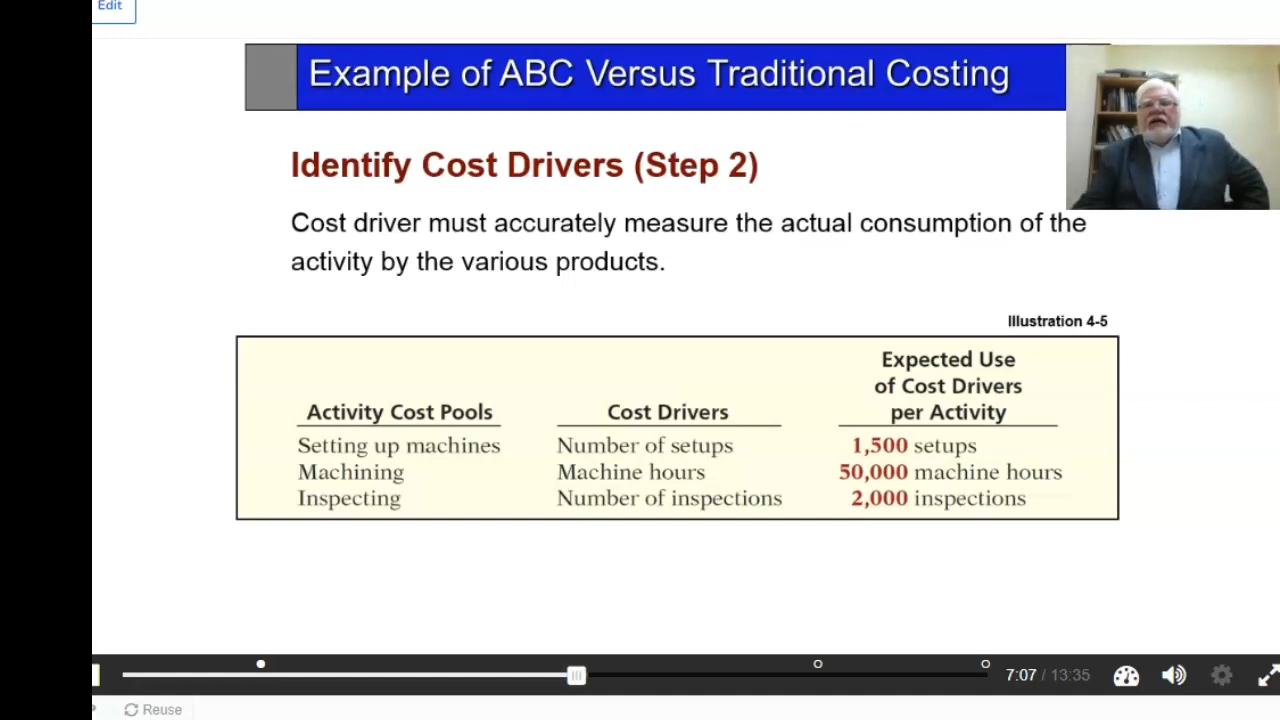 Edit
Example of ABC Versus Traditional Costing
Identify Cost Drivers (Step 2)
Cost driver must accurately measure the actual consumption of the
activity by the various products.
Illustration 4-5
Expected Use
of Cost Drivers
Activity Cost Pools Cost Drivers per Activity
Setting up machines Number of setups 1,500 setups
Machining Machine hours 50,000 machine hours
Inspecting Number of inspections 2,000 inspections
7:07 / 13:35
Reuse